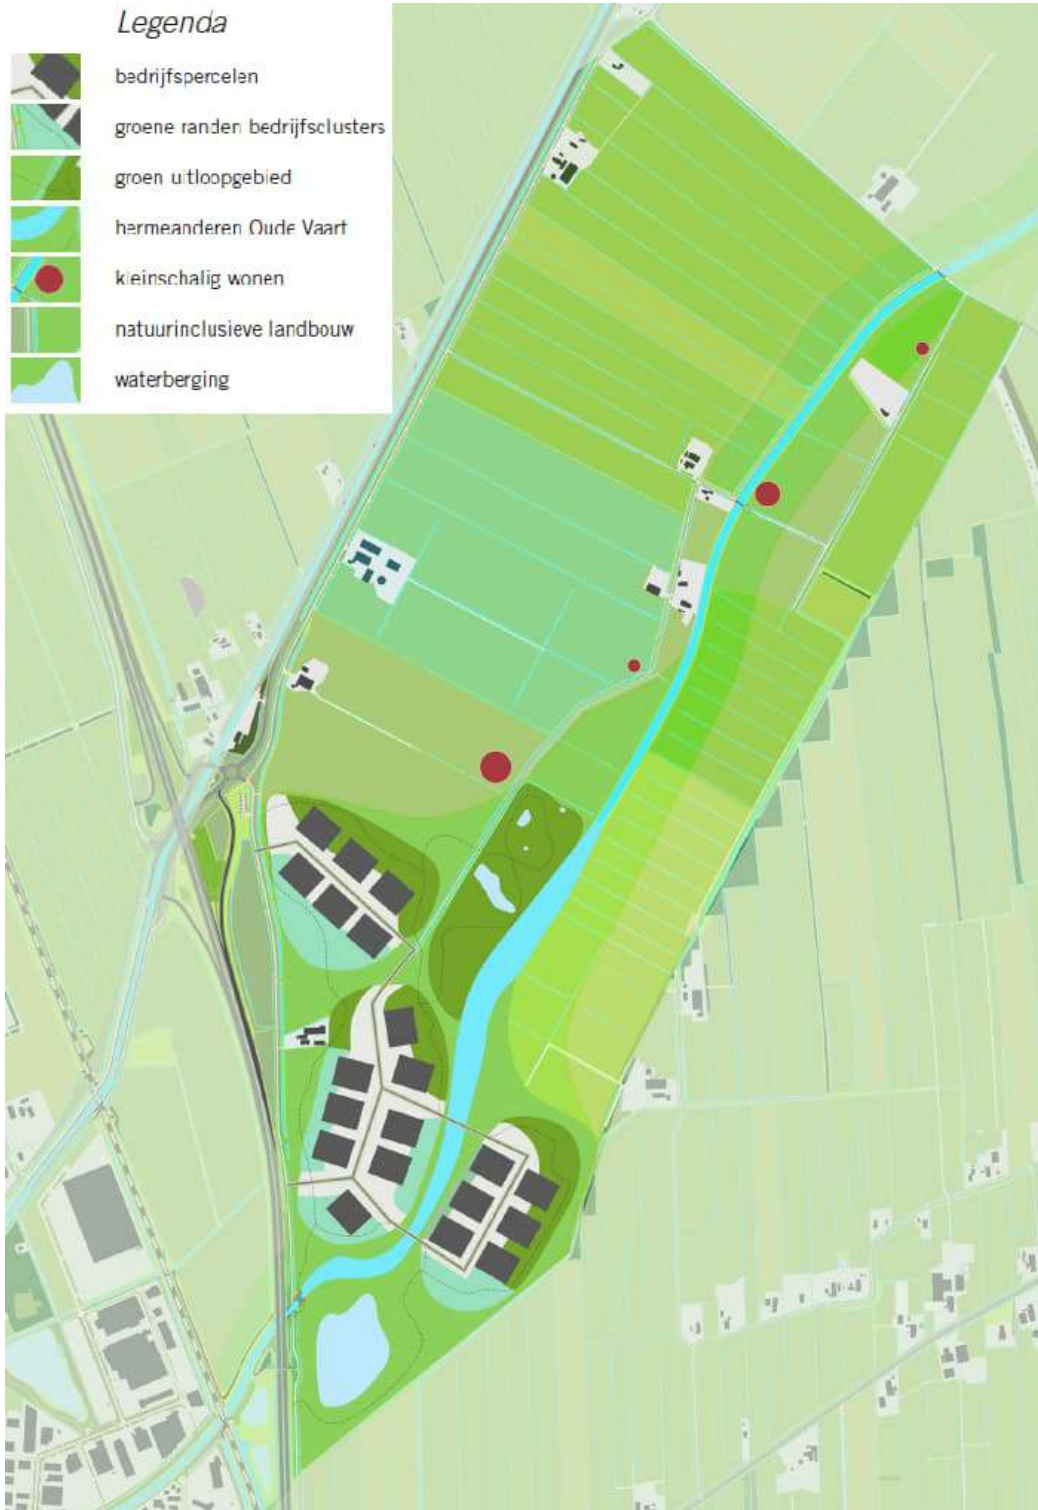 Legenda
bedrijfspercelen
groene randen bedrijfsclusters
groen uitloopgebied
hermeanderen Oude Vaart
kleinschalig wonen
natuurinclusieve landbouw
waterberging